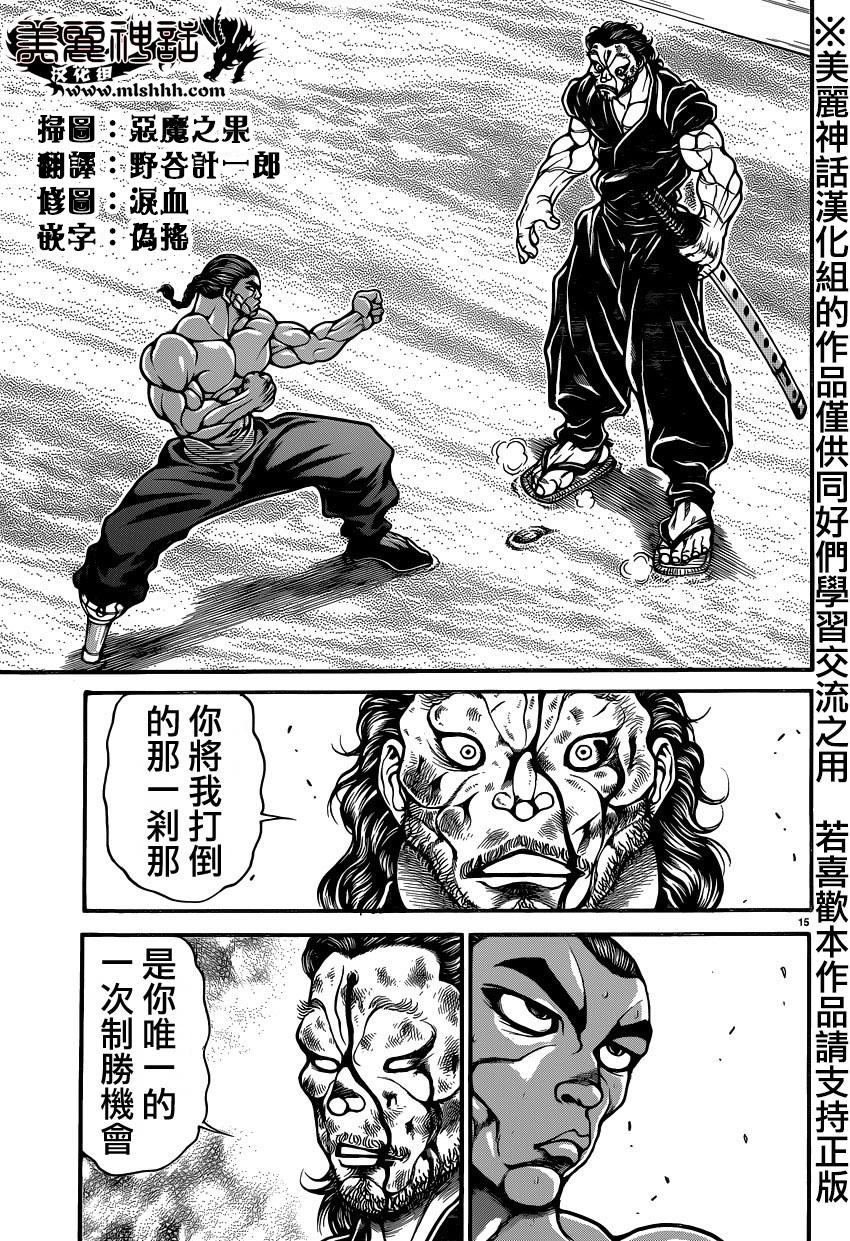 美麗神話
汉化组
www.mlshhh.com
掃圖：惡魔之果
翻譯：野谷計一郎
修圖：淚血
嵌字：偽搖
※美麗神話漢化組的作品僅供同好們學習交流之用　若喜歡本作品請支持正版
你將我打倒
的那一剎那
15
是你唯一的
一次制勝機會